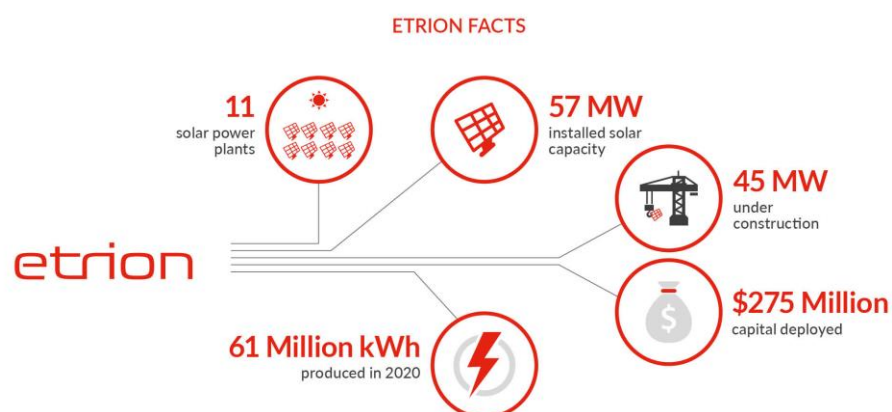 ETRION FACTS
11
solar power
plants
57 MW
installed solar
capacity
45 MW
under
construction
etrion
$275 Million
capital deployed
$
61 Million kWh
produced in 2020